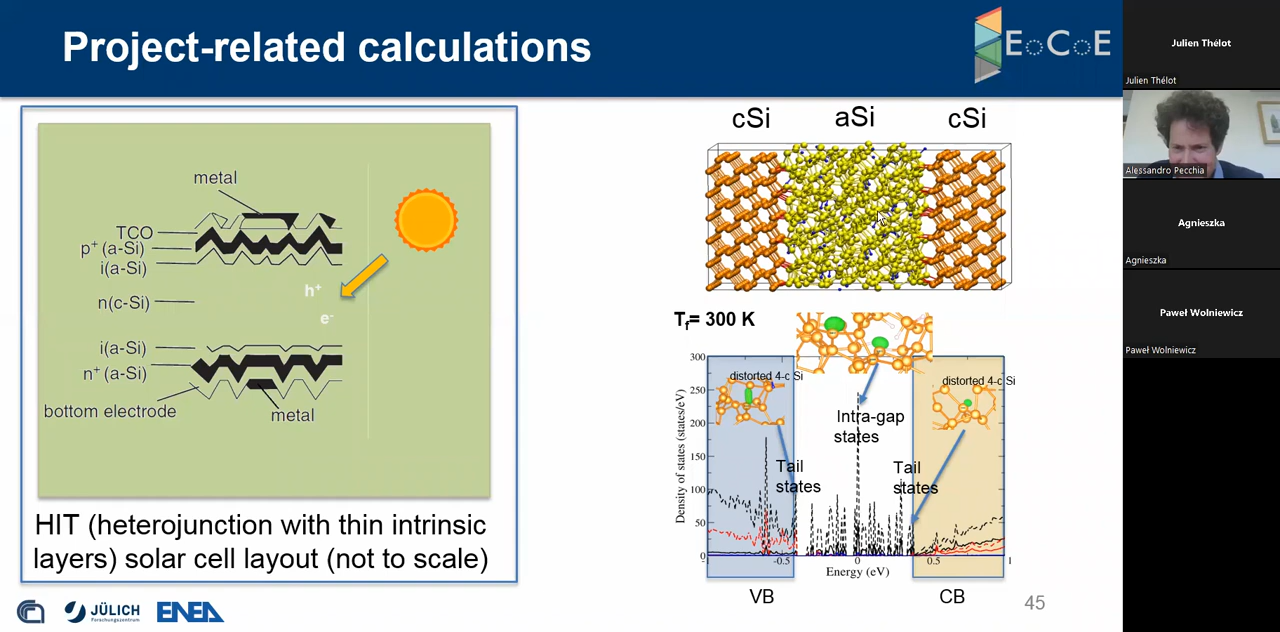 Project-related calculations
EoCoE
metal
TCO
p+ (a-Si)
i(a-Si)
n(c-Si)
h+
e-
i(a-Si)
n+ (a-Si)
bottom electrode
metal
HIT (heterojunction with thin intrinsic
layers) solar cell layout (not to scale)
cSi
aSi
cSi
Tf= 300 K
distorted 4-c Si
distorted 4-c Si
Intra-gap
states
Tail
states
Tail
states
Density of states (states/eV)
300
250
200
150
100
50
0
-1
-0.5
0
0.5
1
Energy (eV)
VB
CB
JÜLICH
Forschungszentrum
ENEA
45
Julien Thélot
Julien Thélot
Alessandro Pecchia
Agnieszka
Agnieszka
Paweł Wolniewicz
Paweł Wolniewicz